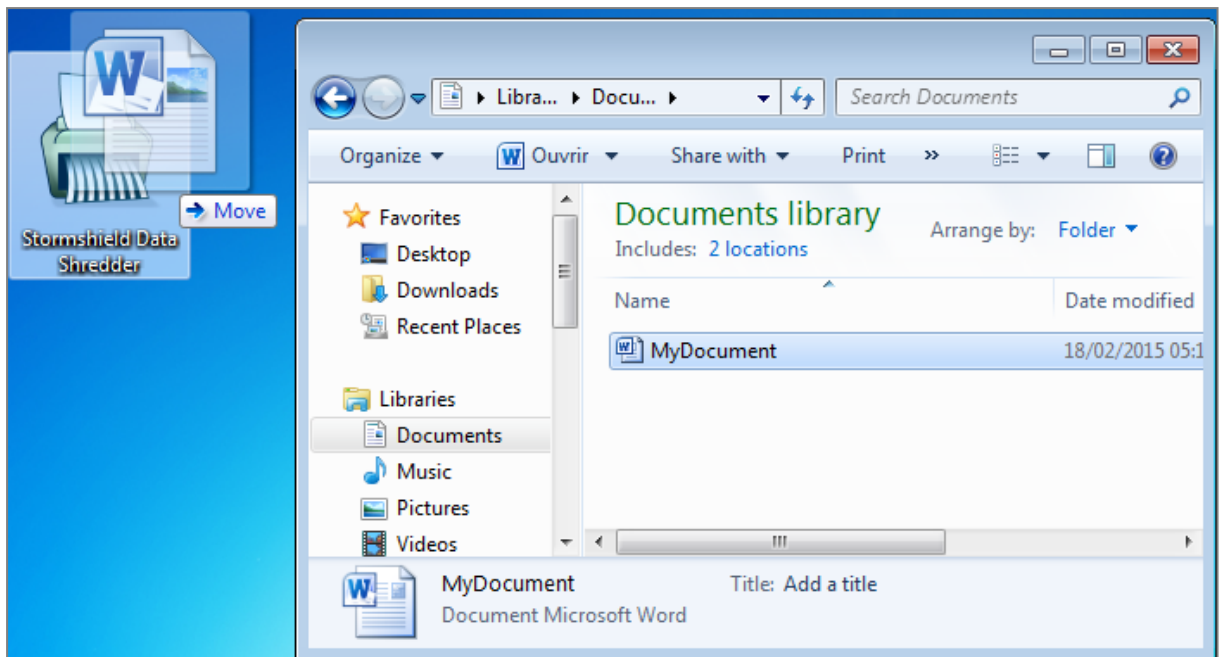 W
Move
Stormshield Data
Shredder
Libra... Docu...
Search Documents
Organize
W Ouvrir
Share with
Print
»
?
Favorites
Desktop
Downloads
Recent Places
Libraries
Documents
Music
Pictures
Videos
Documents library
Includes: 2 locations
Arrange by: Folder
Name
Date modified
W MyDocument
18/02/2015 05:1
W
MyDocument
Title: Add a title
Document Microsoft Word